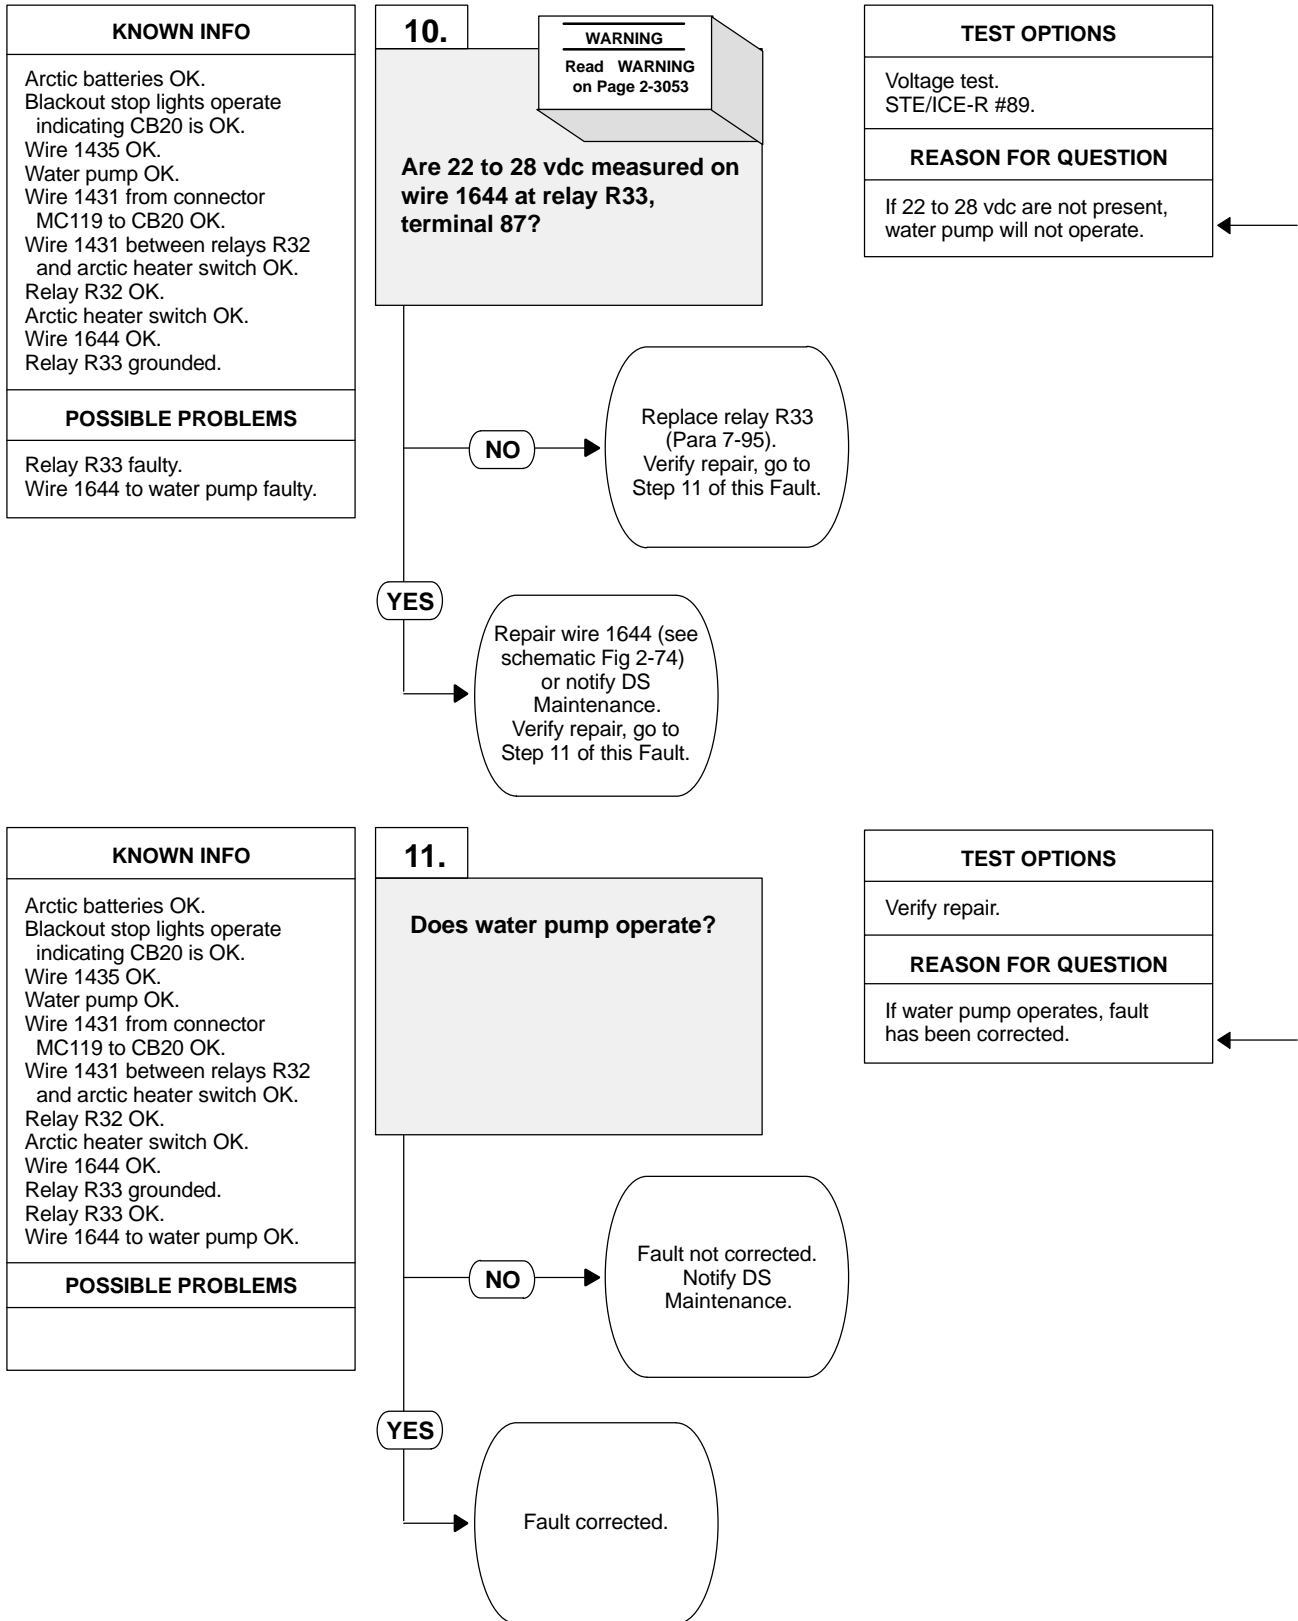 KNOWN INFO
Arctic batteries OK.
Blackout stop lights operate
indicating CB20 is OK.
Wire 1435 OK.
Water pump OK.
Wire 1431 from connector
MC119 to CB20 OK.
Wire 1431 between relays R32
and arctic heater switch OK.
Relay R32 OK.
Arctic heater switch OK.
Wire 1644 OK.
Relay R33 grounded.
POSSIBLE PROBLEMS
Relay R33 faulty.
Wire 1644 to water pump faulty.
10.
WARNING
Read WARNING
on Page 2-3053
Are 22 to 28 vdc measured on
wire 1644 at relay R33,
terminal 87?
TEST OPTIONS
Voltage test.
STE/ICE-R #89.
REASON FOR QUESTION
If 22 to 28 vdc are not present,
water pump will not operate.
NO
Replace relay R33
(Para 7-95).
Verify repair, go to
Step 11 of this Fault.
YES
Repair wire 1644 (see
schematic Fig 2-74)
or notify DS
Maintenance.
Verify repair, go to
Step 11 of this Fault.
KNOWN INFO
Arctic batteries OK.
Blackout stop lights operate
indicating CB20 is OK.
Wire 1435 OK.
Water pump OK.
Wire 1431 from connector
MC119 to CB20 OK.
Wire 1431 between relays R32
and arctic heater switch OK.
Relay R32 OK.
Arctic heater switch OK.
Wire 1644 OK.
Relay R33 grounded.
Relay R33 OK.
Wire 1644 to water pump OK.
POSSIBLE PROBLEMS
11.
Does water pump operate?
TEST OPTIONS
Verify repair.
REASON FOR QUESTION
If water pump operates, fault
has been corrected.
NO
Fault not corrected.
Notify DS
Maintenance.
YES
Fault corrected.